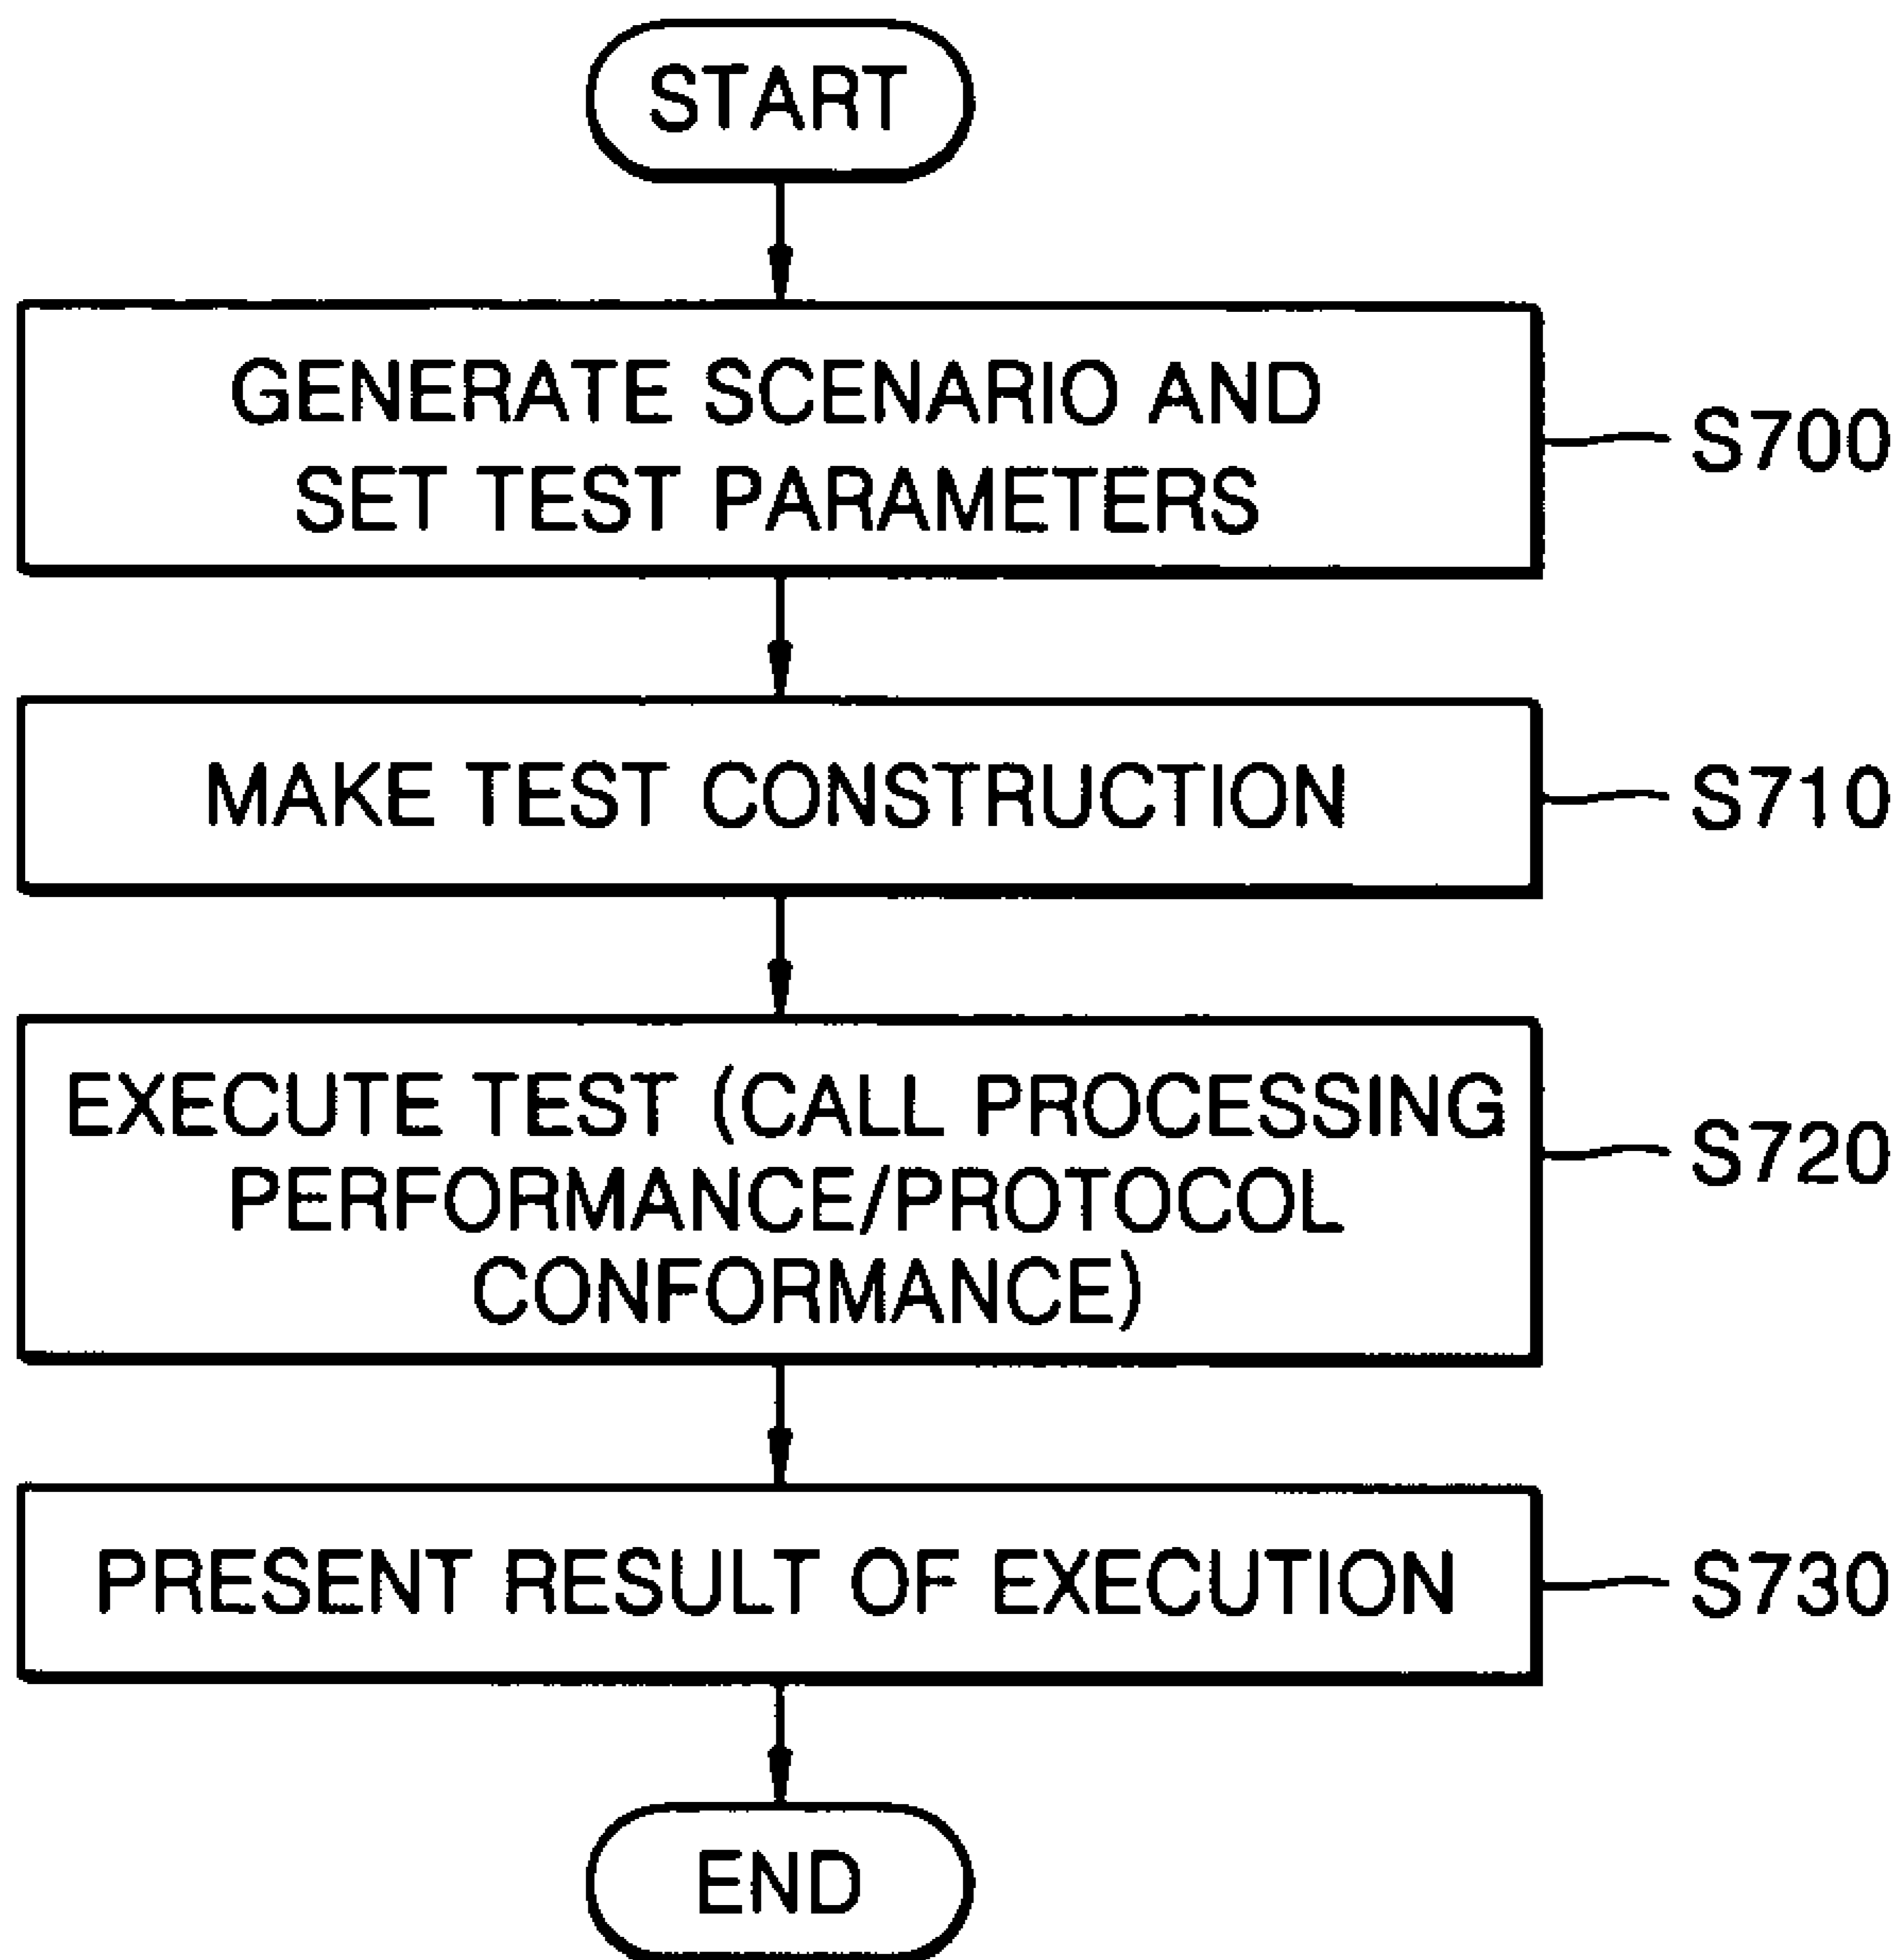 START
GENERATE SCENARIO AND
SET TEST PARAMETERS
S700
MAKE TEST CONSTRUCTION
S710
EXECUTE TEST (CALL PROCESSING
PERFORMANCE/PROTOCOL
CONFORMANCE)
S720
PRESENT RESULT OF EXECUTION
S730
END